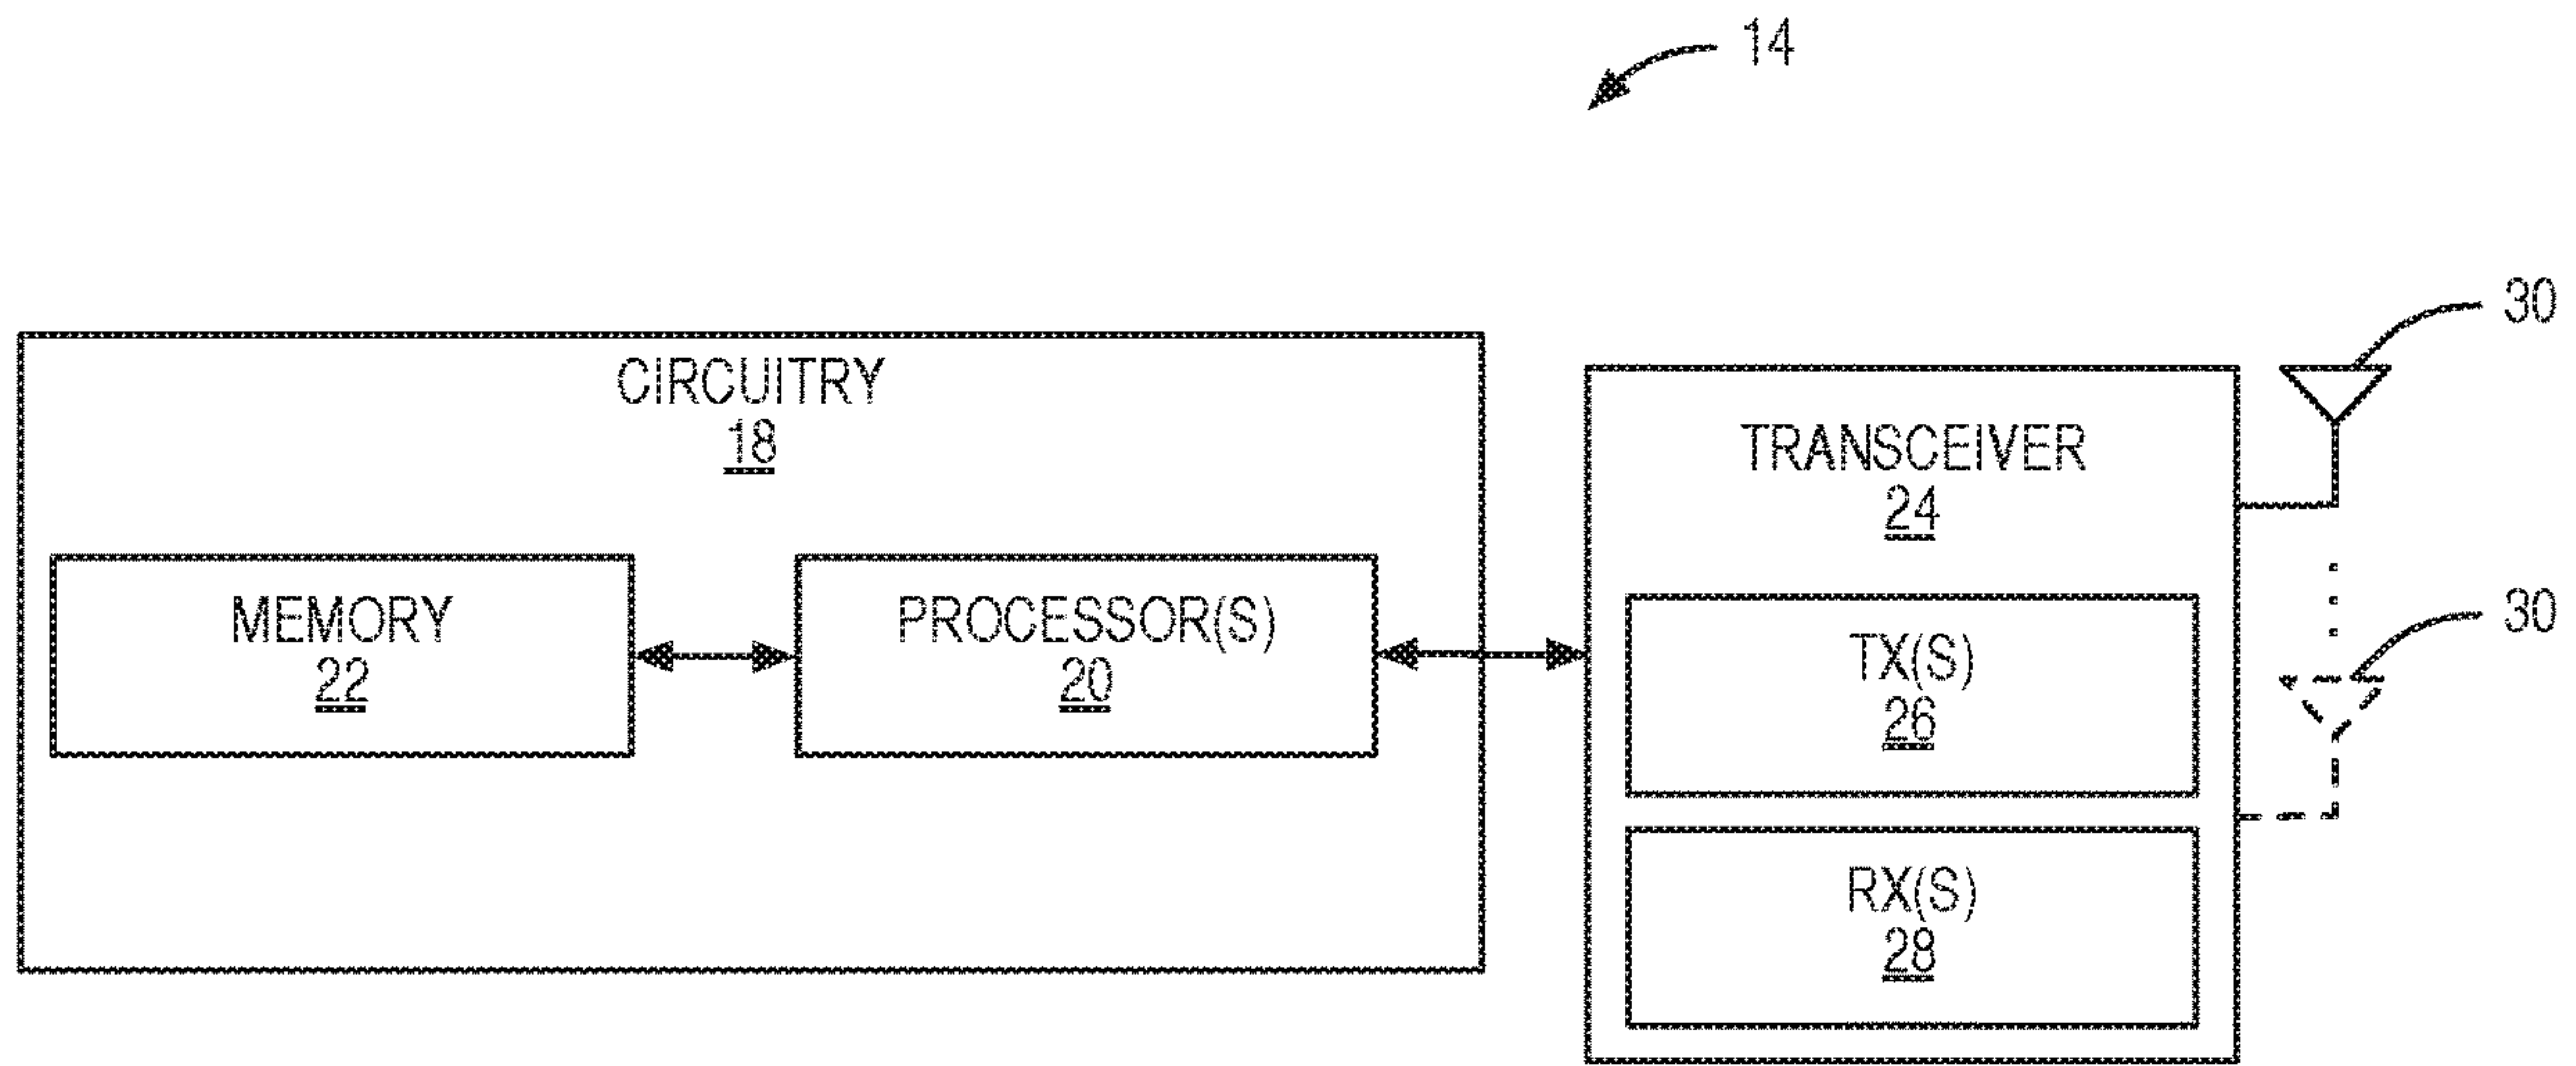 14
30
CIRCUITRY
18
TRANSCEIVER
24
MEMORY
22
PROCESSOR(S)
20
TX(S)
26
30
RX(S)
28